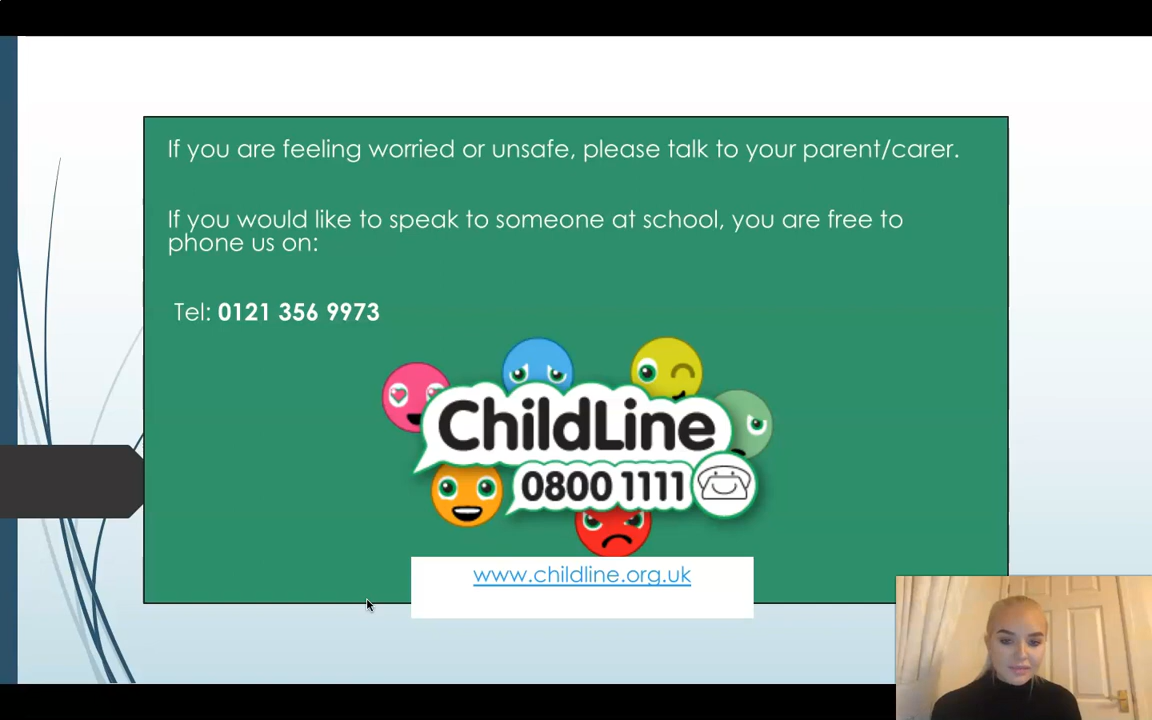 If you are feeling worried or unsafe, please talk to your parent/carer.
If you would like to speak to someone at school, you are free to
phone us on:
Tel: 0121 356 9973
ChildLine
0800 1111
www.childline.org.uk